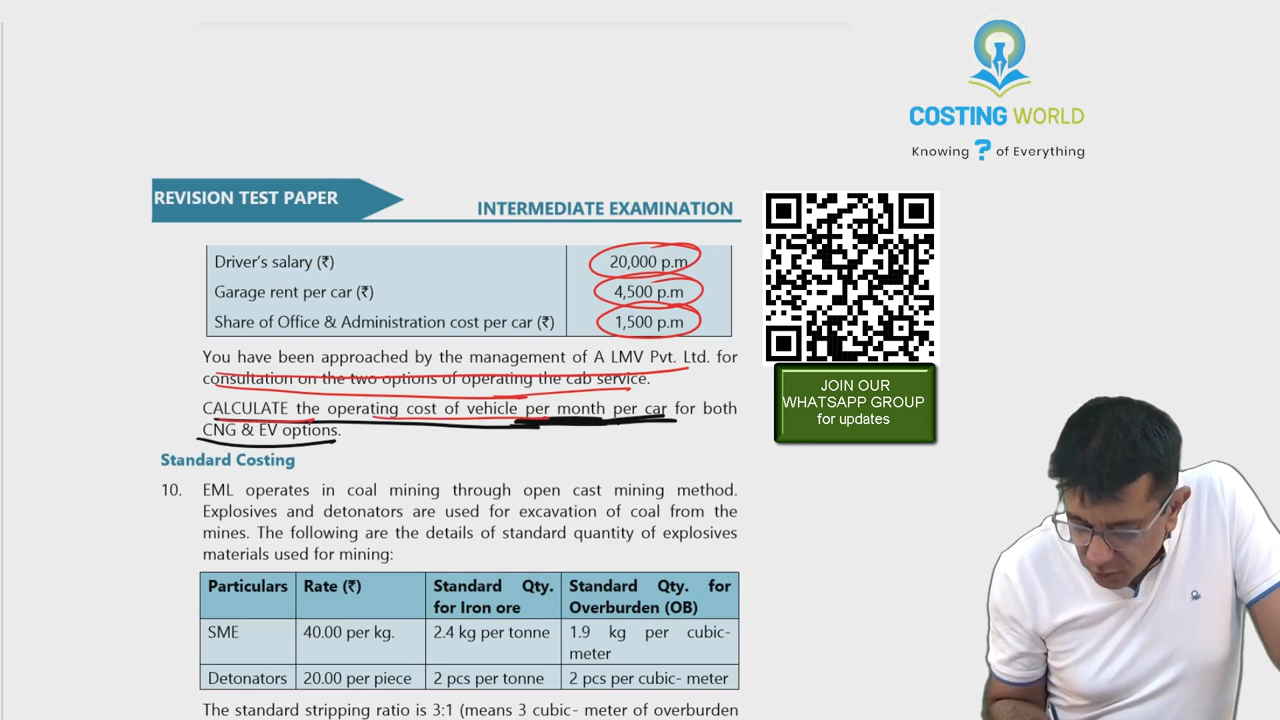 COSTING WORLD
Knowing ? of Everything
REVISION TEST PAPER
INTERMEDIATE EXAMINATION
Driver's salary (₹) 20,000 p.m
Garage rent per car (₹) 4,500 p.m
Share of Office & Administration cost per car (₹) 1,500 p.m
You have been approached by the management of A LMV Pvt. Ltd. for
consultation on the two options of operating the cab service.
CALCULATE the operating cost of vehicle per month per car for both
CNG & EV options.
JOIN OUR
WHATSAPP GROUP
for updates
Standard Costing
10. EML operates in coal mining through open cast mining method.
Explosives and detonators are used for excavation of coal from the
mines. The following are the details of standard quantity of explosives
materials used for mining:
Particulars Rate (₹) Standard Qty. for Iron ore Standard Qty. for Overburden (OB)
SME 40.00 per kg. 2.4 kg per tonne 1.9 kg per cubic-meter
Detonators 20.00 per piece 2 pcs per tonne 2 pcs per cubic- meter
The standard stripping ratio is 3:1 (means 3 cubic- meter of overburden